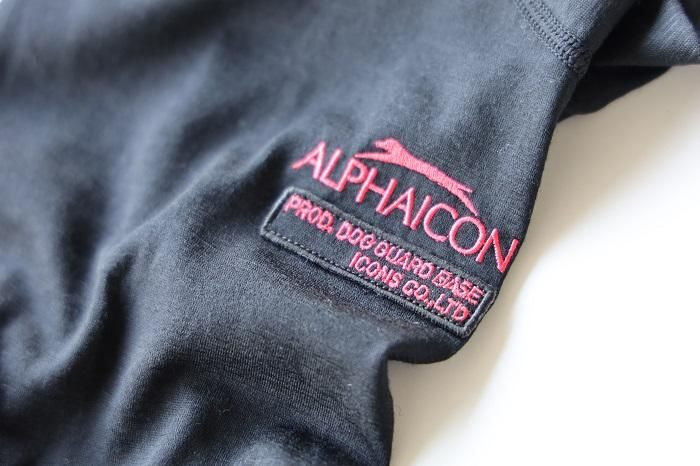 ALPHAICON
PROD. DOG GUARD BASE
ICONS CO.,LTD